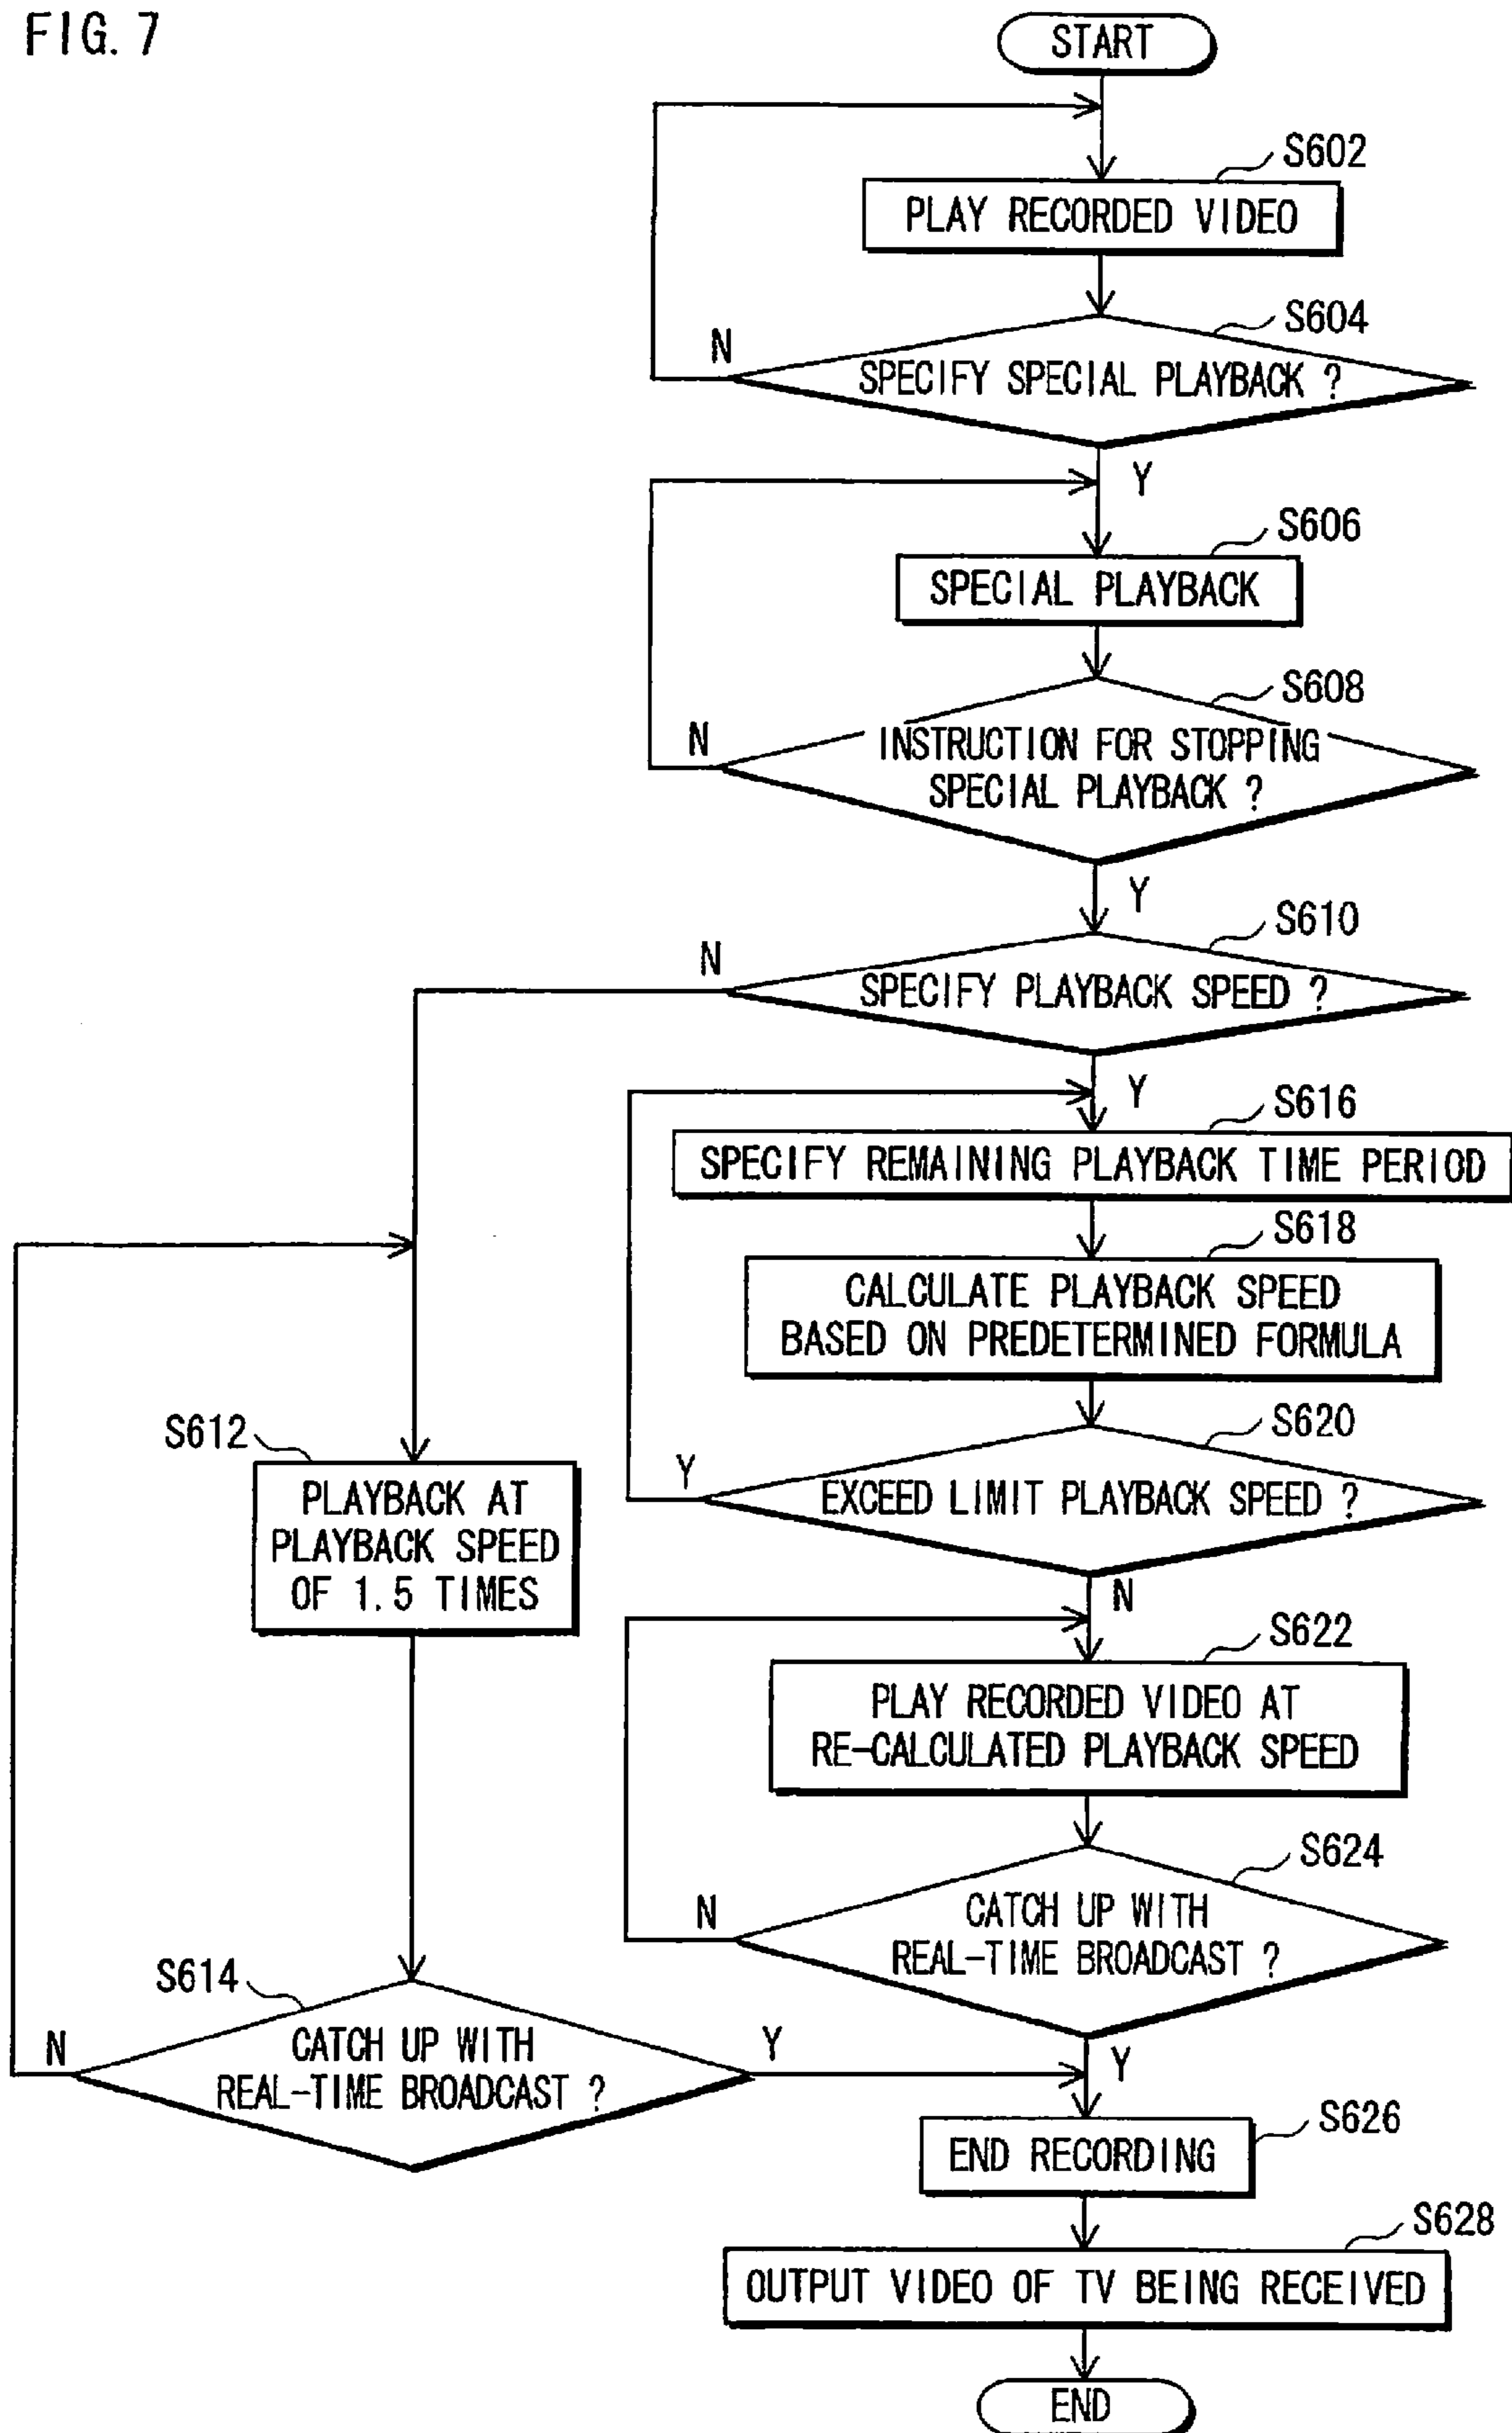 FIG. 7
START
S602
PLAY RECORDED VIDEO
S604
N
SPECIFY SPECIAL PLAYBACK ?
Y
S606
SPECIAL PLAYBACK
S608
N
INSTRUCTION FOR STOPPING
SPECIAL PLAYBACK ?
Y
S610
N
SPECIFY PLAYBACK SPEED ?
Y
S616
SPECIFY REMAINING PLAYBACK TIME PERIOD
S618
CALCULATE PLAYBACK SPEED
BASED ON PREDETERMINED FORMULA
S620
Y
EXCEED LIMIT PLAYBACK SPEED ?
N
S612
PLAYBACK AT
PLAYBACK SPEED
OF 1.5 TIMES
S622
PLAY RECORDED VIDEO AT
RE-CALCULATED PLAYBACK SPEED
S624
N
CATCH UP WITH
REAL-TIME BROADCAST ?
Y
S614
N
CATCH UP WITH
REAL-TIME BROADCAST ?
Y
S626
END RECORDING
S628
OUTPUT VIDEO OF TV BEING RECEIVED
END